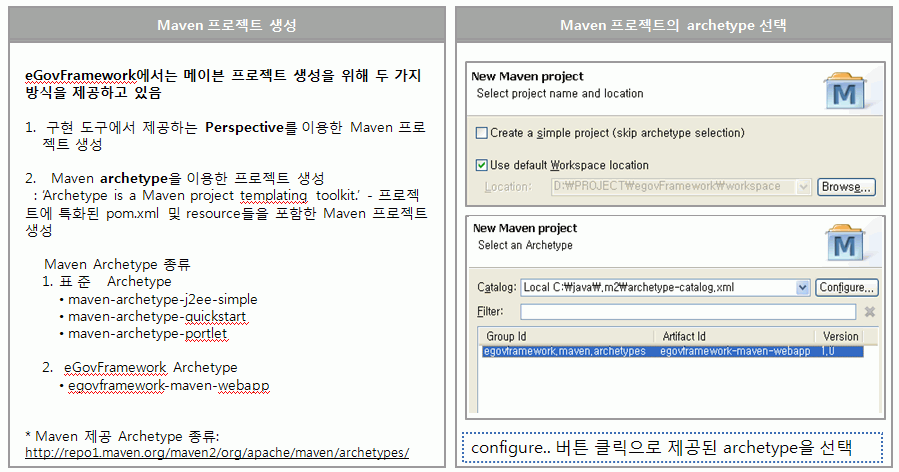 Maven 프로젝트 생성
eGovFramework에서는 메이븐 프로젝트 생성을 위해 두 가지
방식을 제공하고 있음
1. 구현 도구에서 제공하는 Perspective를 이용한 Maven 프로
젝트 생성
2. Maven archetype을 이용한 프로젝트 생성
: 'Archetype is a Maven project templating toolkit.' - 프로젝
트에 특화된 pom.xml 및 resource들을 포함한 Maven 프로젝트
생성
Maven Archetype 종류
1. 표 준 Archetype
• maven-archetype-j2ee-simple
• maven-archetype-quickstart
• maven-archetype-portlet
2. eGovFramework Archetype
• egovframework-maven-webapp
* Maven 제공 Archetype 종류:
http://repo1.maven.org/maven2/org/apache/maven/archetypes/
Maven 프로젝트의 archetype 선택
New Maven project
Select project name and location
M
Create a simple project (skip archetype selection)
Use default Workspace location
Location: D:₩PROJECT₩egovFramework₩workspace Browse...
New Maven project
Select an Archetype
M
Catalog: Local C:₩java₩.m2₩archetype-catalog.xml Configure...
Filter:
Group Id Artifact Id Version
egovframework.maven.archetypes egovframework-maven-webapp 1.0
configure.. 버튼 클릭으로 제공된 archetype을 선택